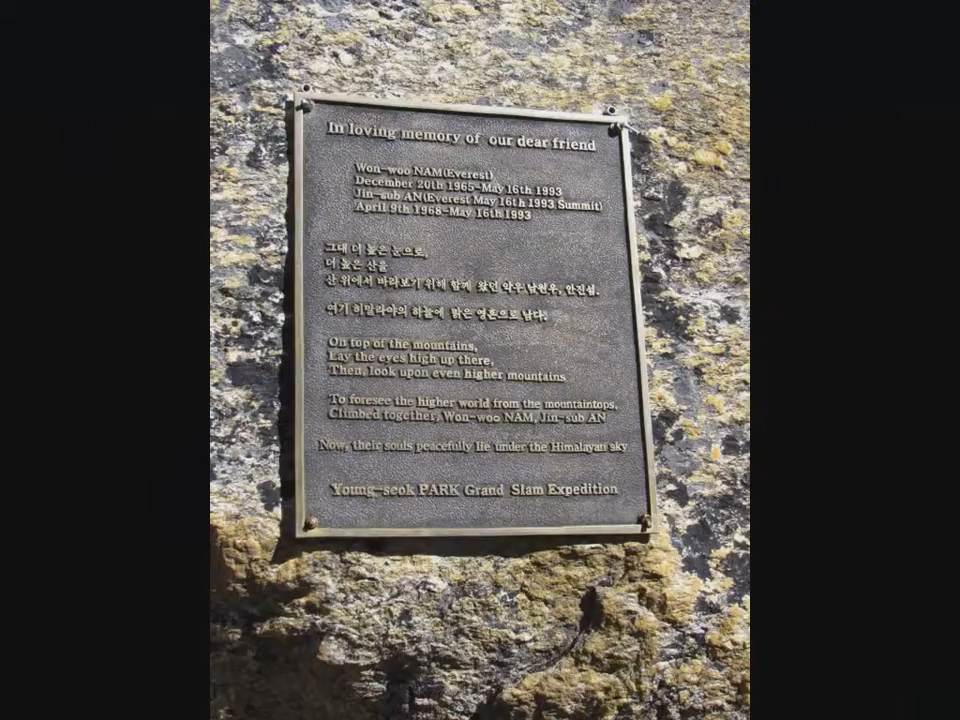 In loving memory of our dear friend
Won-woo NAM(Everest)
December 20th 1965-May 16th 1993
Jin-sub AN(Everest May 16th 1993 Summit)
April 9th 1968-May 16th 1993
그대 더 높은 눈으로,
더 높은 산을
산 위에서 바라보기 위해 함께 왔던 악우 남원우, 안진섭.
여기 히말라야의 하늘에 맑은 영혼으로 남다.
On top of the mountains,
Lay the eyes high up there,
Then, look upon even higher mountains
To foresee the higher world from the mountaintops,
Climbed together, Won-woo NAM, Jin-sub AN
Now, their souls peacefully lie under the Himalayan sky
Young-seok PARK Grand Slam Expedition